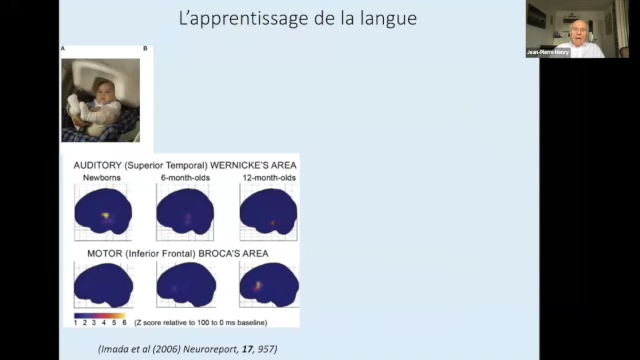 L'apprentissage de la langue
Jean-Pierre Henry
A B
AUDITORY (Superior Temporal) WERNICKE'S AREA
Newborns 6-month-olds 12-month-olds
MOTOR (Inferior Frontal) BROCA'S AREA
1 2 3 4 5 6 (Z score relative to 100 to 0 ms baseline)
(Imada et al (2006) Neuroreport, 17, 957)